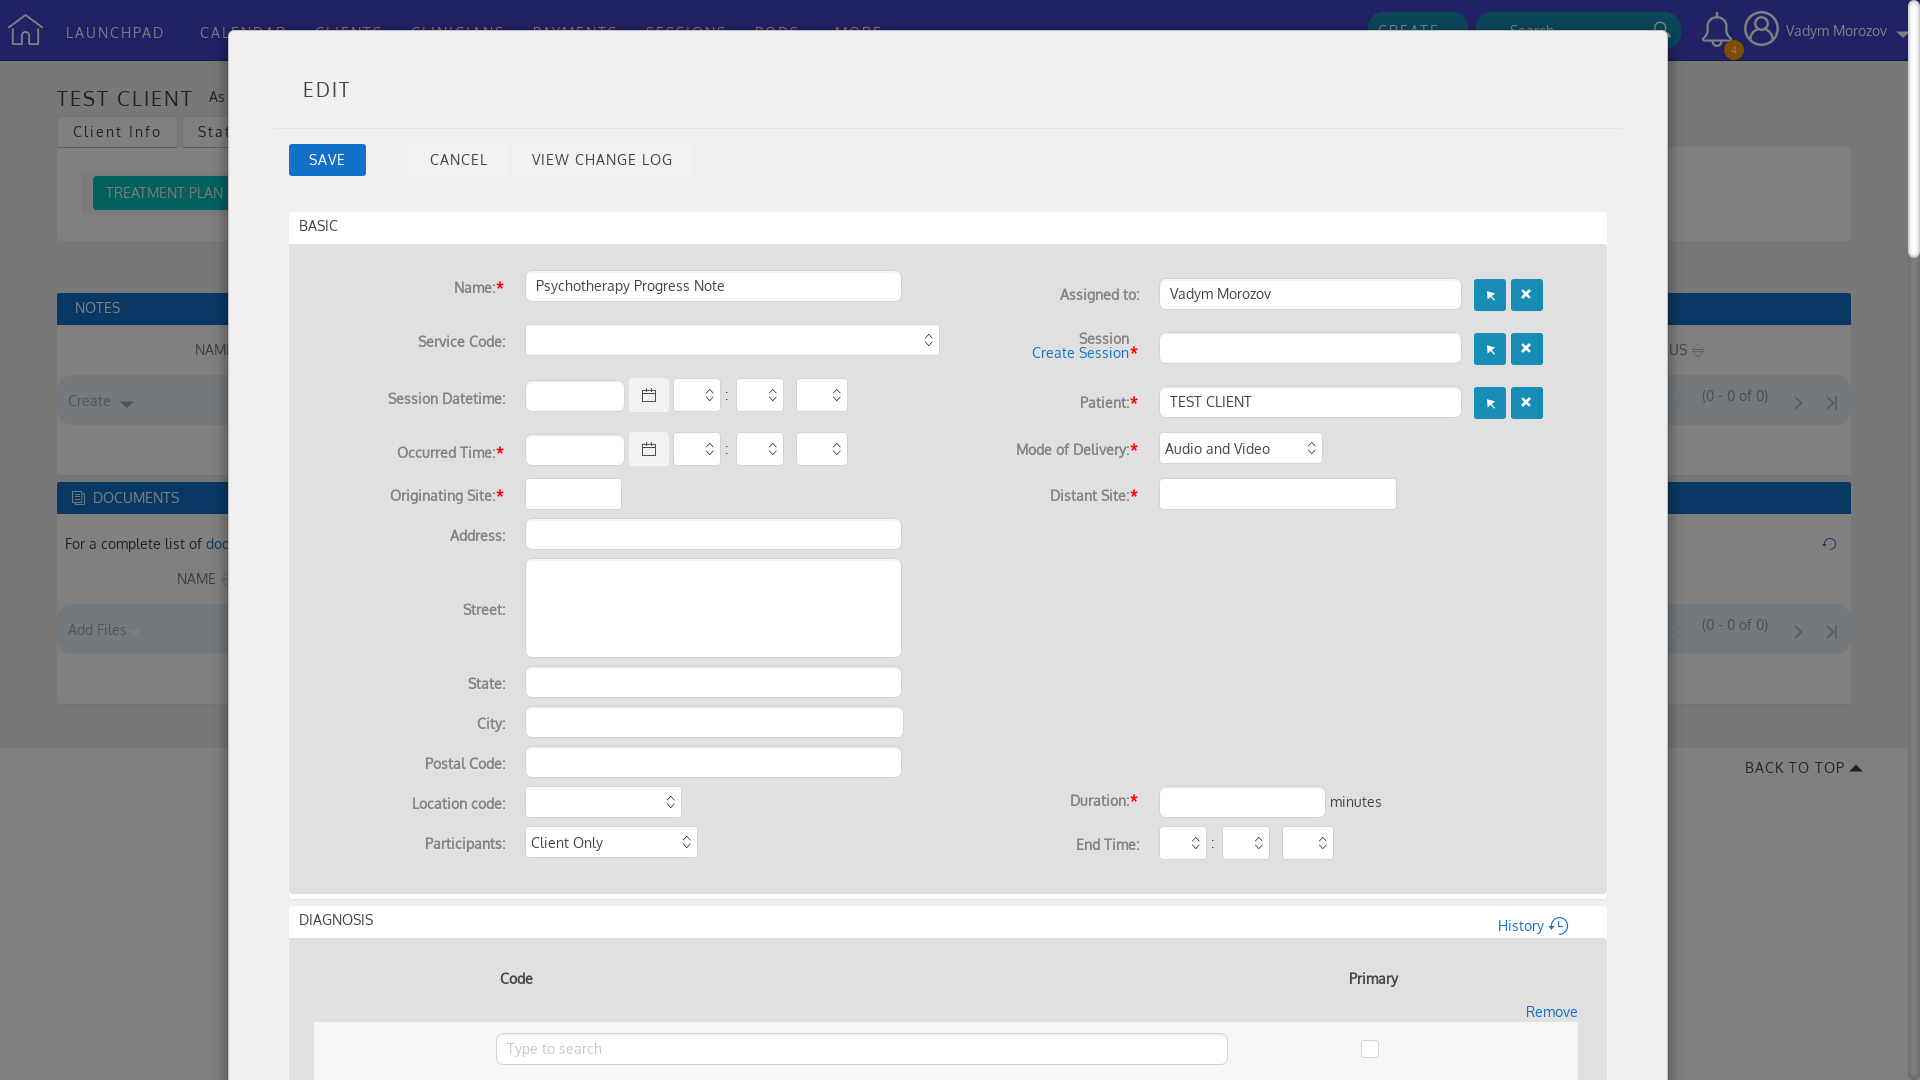 LAUNCHPAD CALENDAR CLIENTS CLINICIANS PAYMENTS SESSIONS PODS MORE CREATE Search 4 Vadym Morozov
TEST CLIENT As
Client Info Stat
TREATMENT PLAN
EDIT
SAVE CANCEL VIEW CHANGE LOG
BASIC
Name:* Psychotherapy Progress Note
Assigned to: Vadym Morozov
Service Code:
Session
Create Session*
Session Datetime: :
Patient:* TEST CLIENT
Occurred Time:* :
Mode of Delivery:* Audio and Video
Originating Site:*
Distant Site:*
Address:
Street:
State:
City:
Postal Code:
Location code:
Duration:* minutes
Participants: Client Only
End Time: :
DIAGNOSIS
History
Code Primary
Remove
Type to search
NOTES
NAME
US
Create
(0 - 0 of 0)
DOCUMENTS
For a complete list of doc
NAME
Add Files
(0 - 0 of 0)
BACK TO TOP